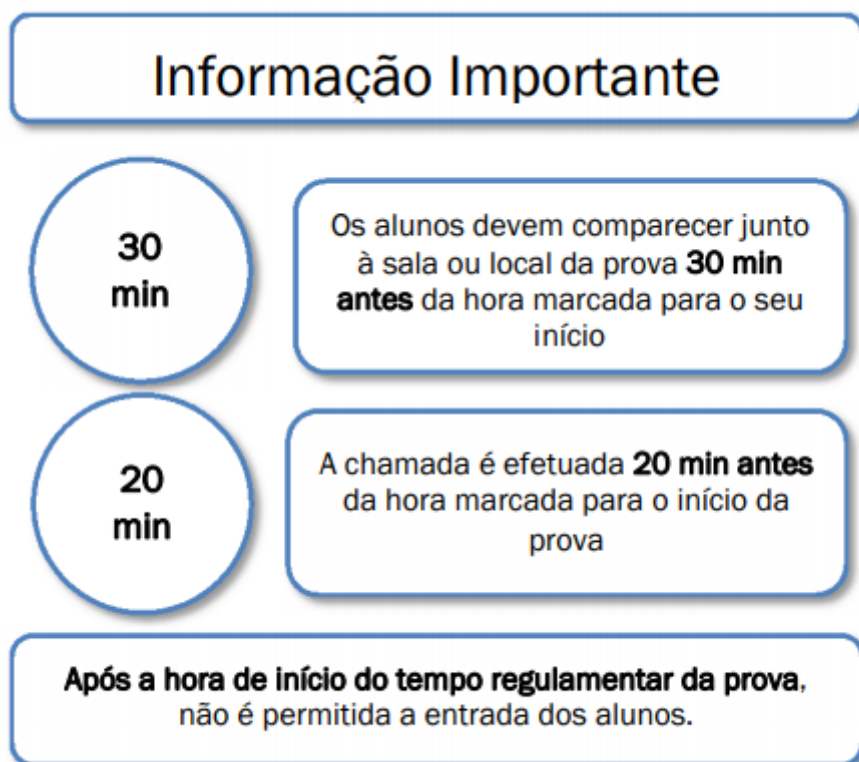 Informação Importante
30
min
Os alunos devem comparecer junto
à sala ou local da prova 30 min
antes da hora marcada para o seu
início
20
min
A chamada é efetuada 20 min antes
da hora marcada para o início da
prova
Após a hora de início do tempo regulamentar da prova,
não é permitida a entrada dos alunos.